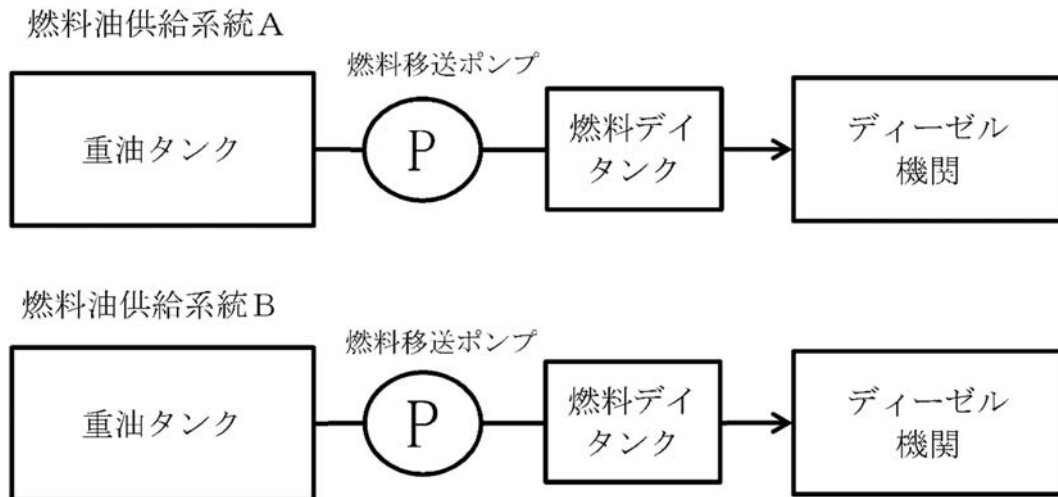 燃料油供給系統A
燃料移送ポンプ
重油タンク
P
燃料デイ
タンク
ディーゼル
機関
燃料油供給系統B
燃料移送ポンプ
重油タンク
P
燃料デイ
タンク
ディーゼル
機関